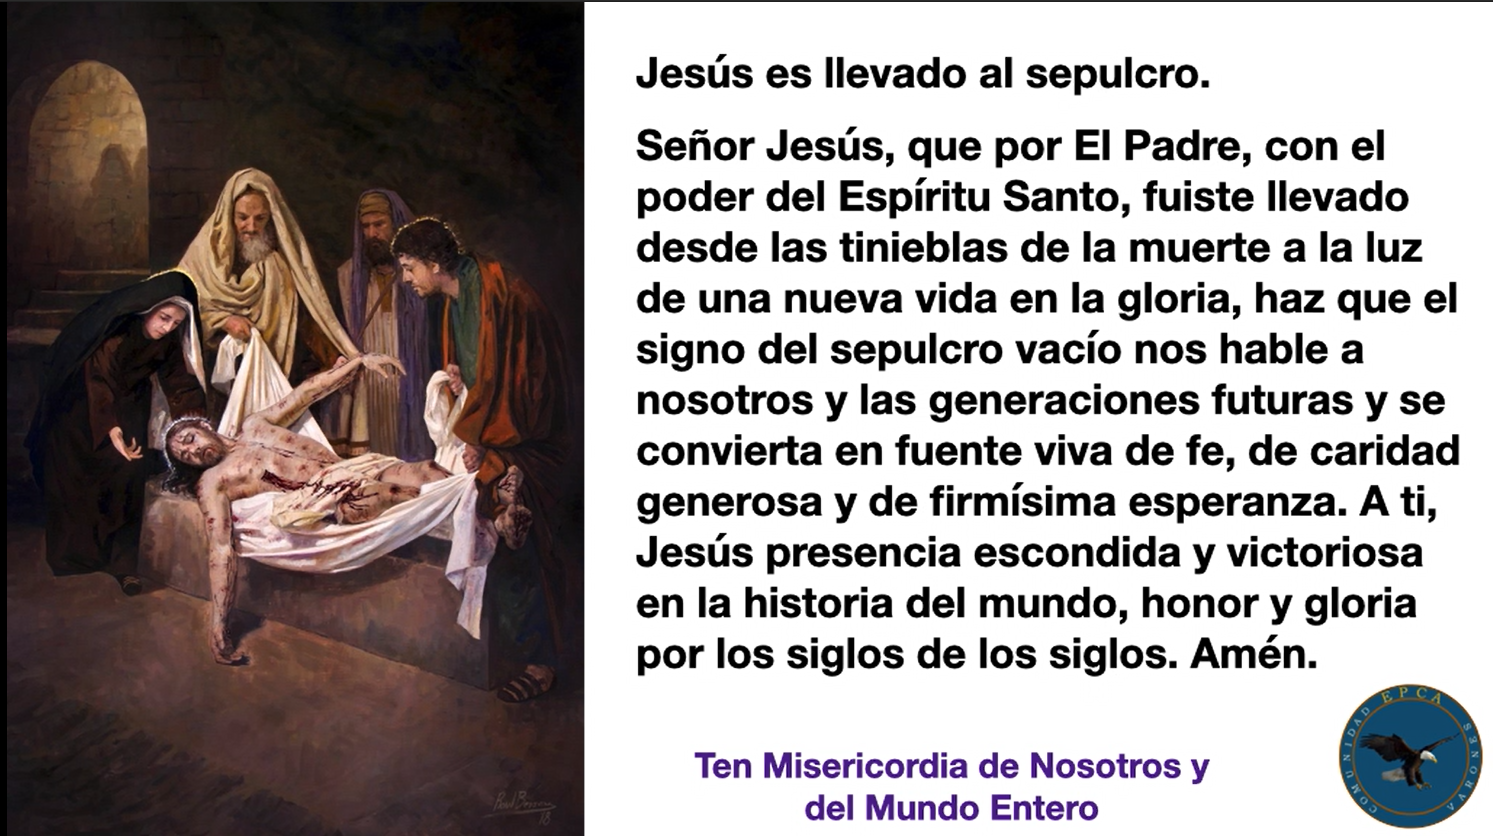 Jesús es llevado al sepulcro.
Señor Jesús, que por El Padre, con el
poder del Espíritu Santo, fuiste llevado
desde las tinieblas de la muerte a la luz
de una nueva vida en la gloria, haz que el
signo del sepulcro vacío nos hable a
nosotros y las generaciones futuras y se
convierta en fuente viva de fe, de caridad
generosa y de firmísima esperanza. A ti,
Jesús presencia escondida y victoriosa
en la historia del mundo, honor y gloria
por los siglos de los siglos. Amén.
Ten Misericordia de Nosotros y
del Mundo Entero
COMUNIDAD EPCA VARONES